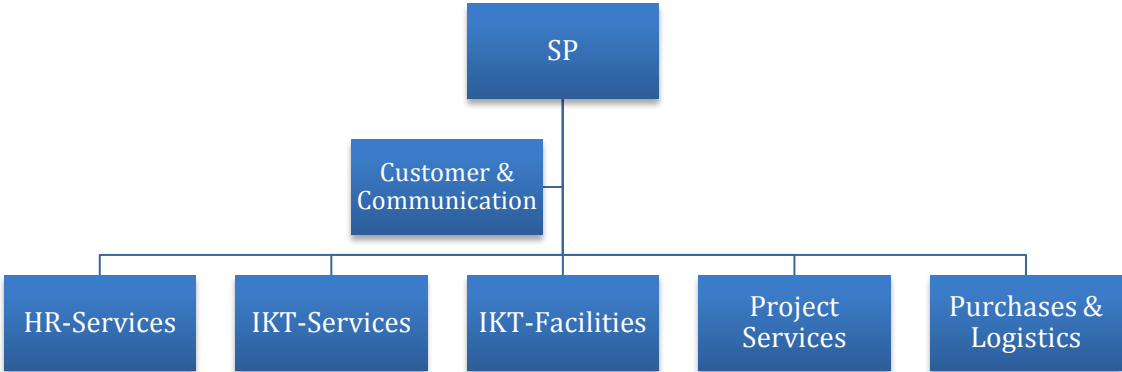 SP
Customer &
Communication
HR-Services
IKT-Services
IKT-Facilities
Project
Services
Purchases &
Logistics